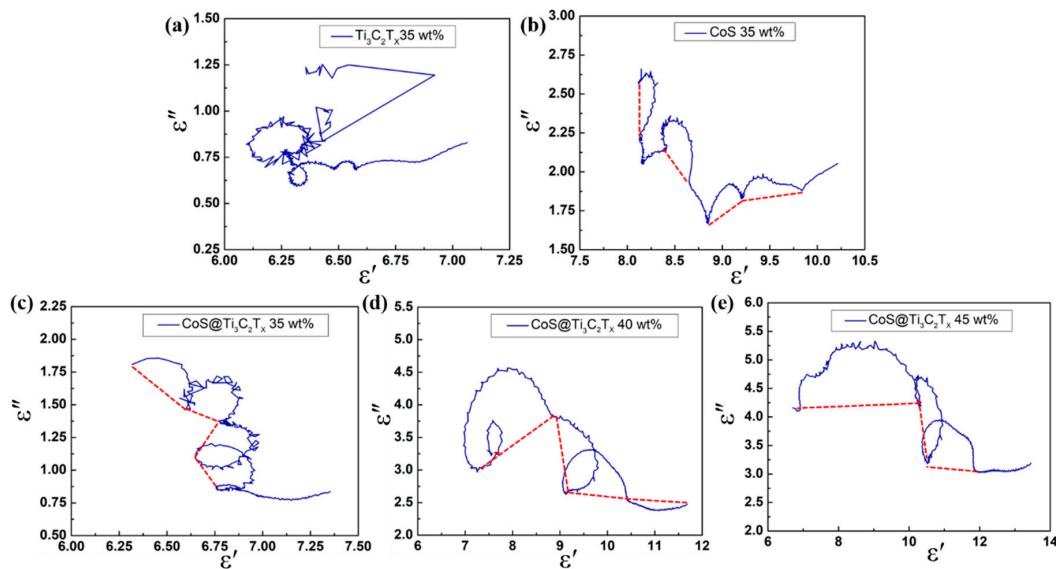 (a)
Ti₃C₂Tₓ35 wt%
1.50
1.25
1.00
0.75
0.50
0.25
ε″
6.00 6.25 6.50 6.75 7.00 7.25
ε′
(b)
CoS 35 wt%
3.00
2.75
2.50
2.25
2.00
1.75
1.50
ε″
7.5 8.0 8.5 9.0 9.5 10.0 10.5
ε′
(c)
CoS@Ti₃C₂Tₓ 35 wt%
2.25
2.00
1.75
1.50
1.25
1.00
0.75
0.50
ε″
6.00 6.25 6.50 6.75 7.00 7.25 7.50
ε′
(d)
CoS@Ti₃C₂Tₓ 40 wt%
5.5
5.0
4.5
4.0
3.5
3.0
2.5
2.0
ε″
6 7 8 9 10 11 12
ε′
(e)
CoS@Ti₃C₂Tₓ 45 wt%
6.0
5.5
5.0
4.5
4.0
3.5
3.0
2.5
2.0
ε″
6 8 10 12 14
ε′